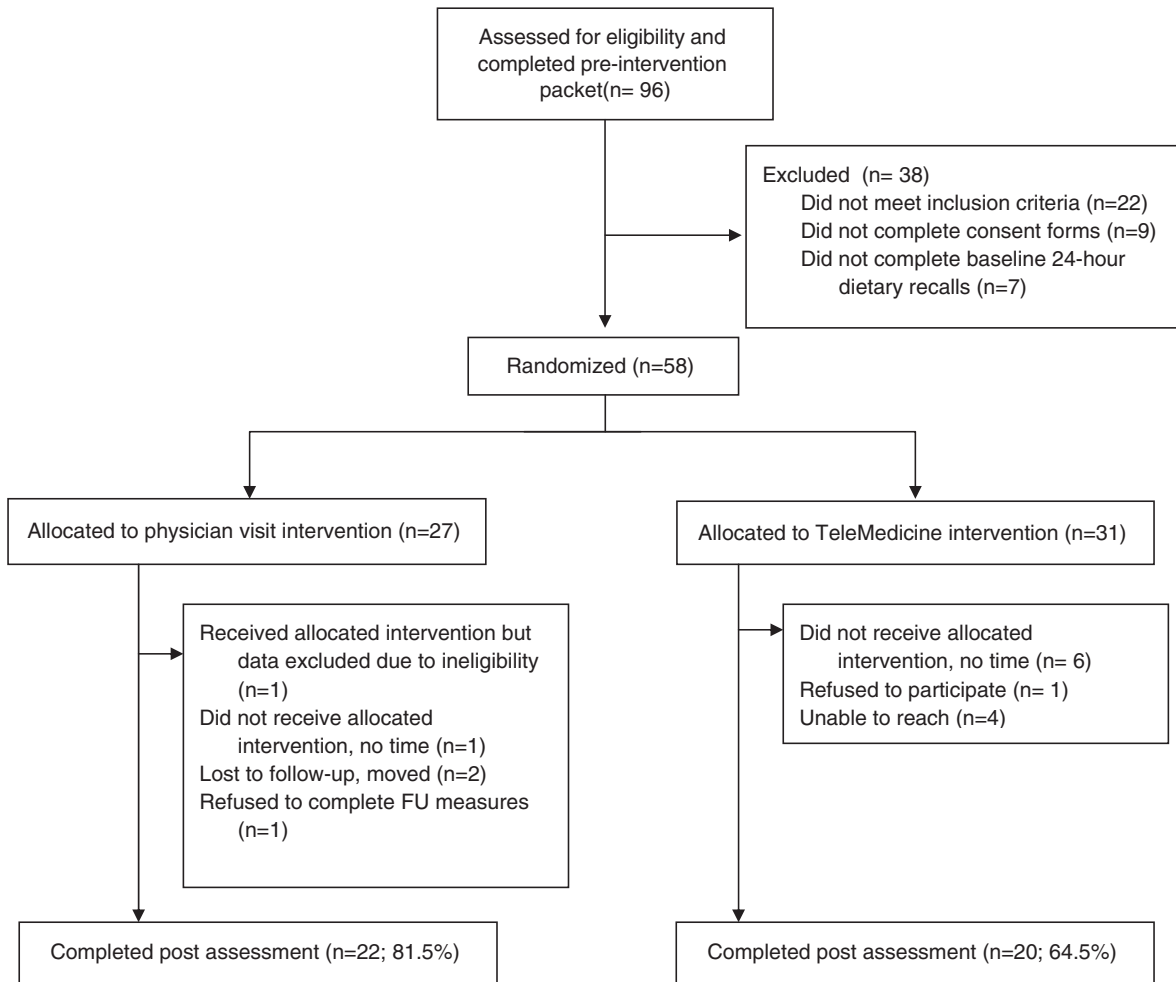 Assessed for eligibility and
completed pre-intervention
packet(n= 96)
Excluded (n= 38)
Did not meet inclusion criteria (n=22)
Did not complete consent forms (n=9)
Did not complete baseline 24-hour
dietary recalls (n=7)
Randomized (n=58)
Allocated to physician visit intervention (n=27)
Allocated to TeleMedicine intervention (n=31)
Received allocated intervention but
data excluded due to ineligibility
(n=1)
Did not receive allocated
intervention, no time (n=1)
Lost to follow-up, moved (n=2)
Refused to complete FU measures
(n=1)
Did not receive allocated
intervention, no time (n= 6)
Refused to participate (n= 1)
Unable to reach (n=4)
Completed post assessment (n=22; 81.5%)
Completed post assessment (n=20; 64.5%)